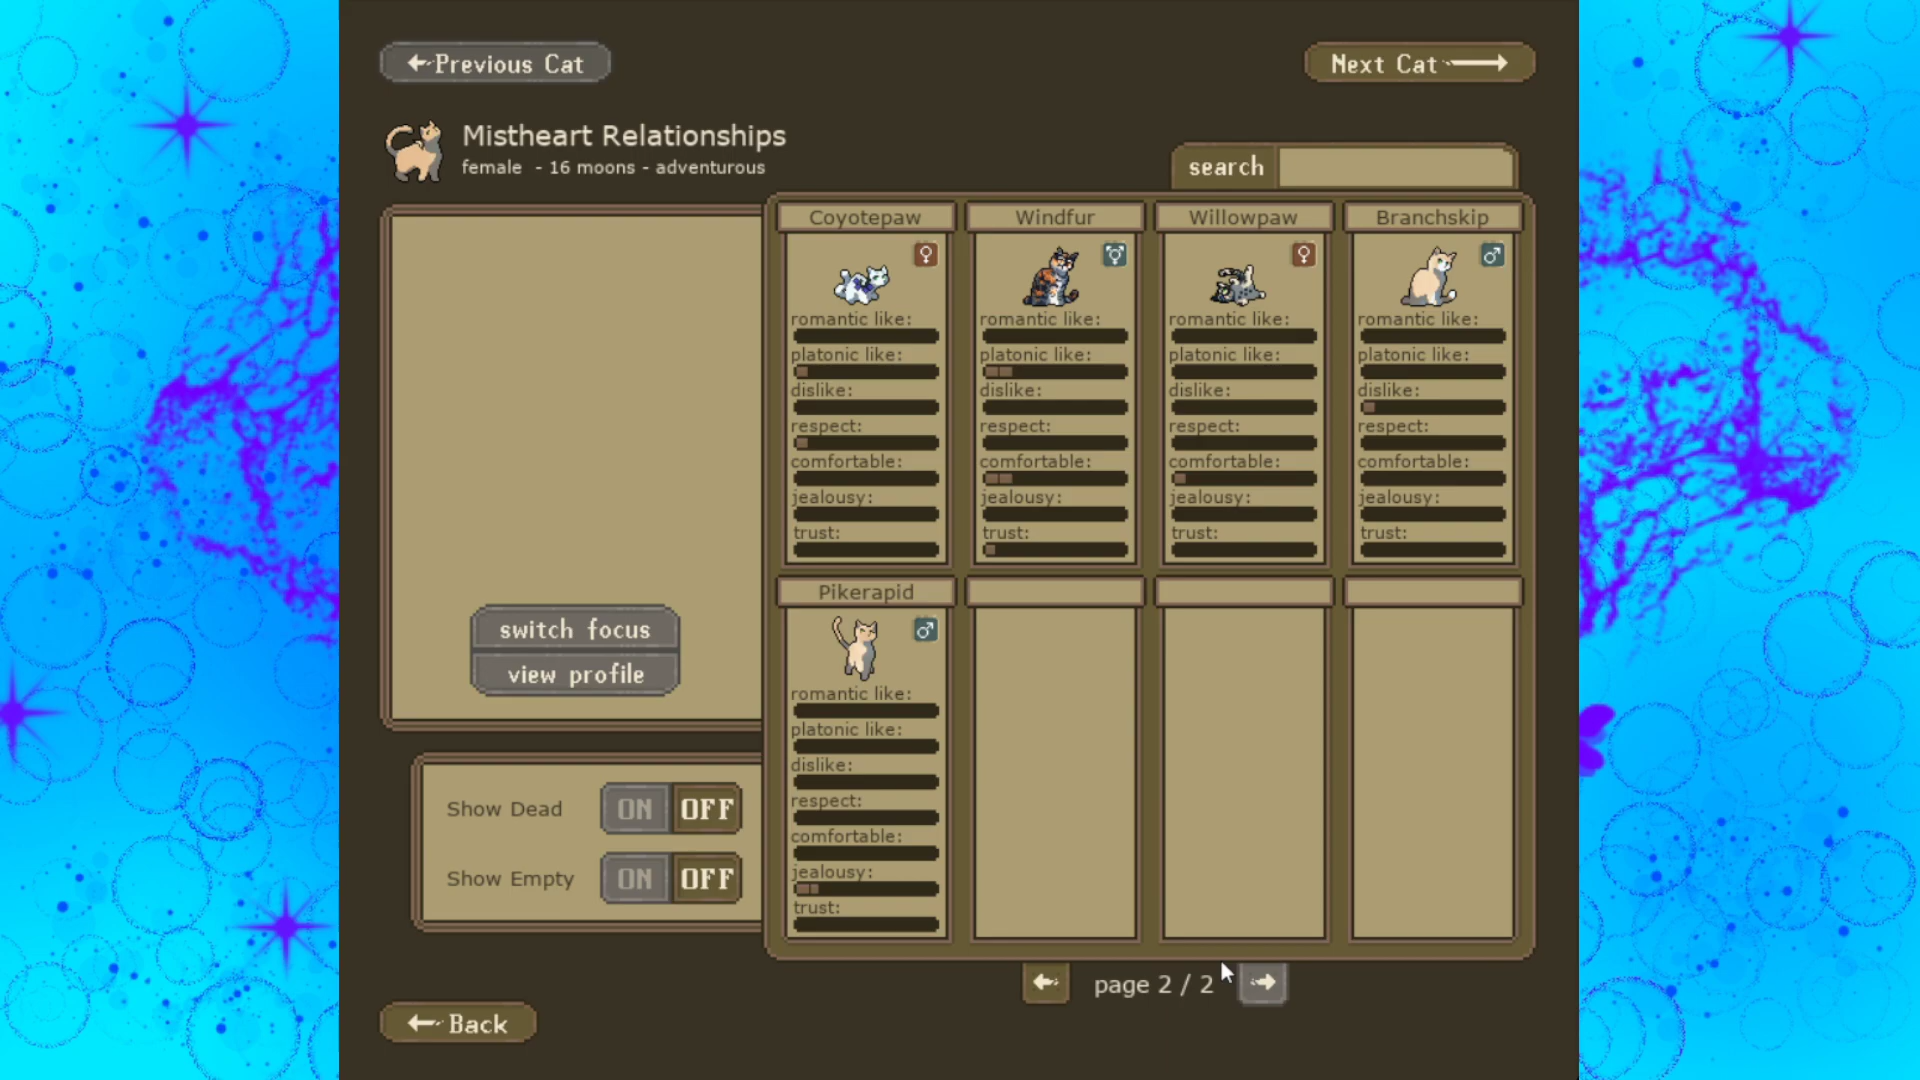 Previous Cat
Next Cat
Mistheart Relationships
female - 16 moons - adventurous
search
Coyotepaw
Windfur
Willowpaw
Branchskip
romantic like: romantic like: romantic like: romantic like:
platonic like: platonic like: platonic like: platonic like:
dislike: dislike: dislike: dislike:
respect: respect: respect: respect:
comfortable: comfortable: comfortable: comfortable:
jealousy: jealousy: jealousy: jealousy:
trust: trust: trust: trust:
switch focus
view profile
Pikerapid
romantic like:
platonic like:
dislike:
respect:
comfortable:
jealousy:
trust:
Show Dead ON OFF
Show Empty ON OFF
page 2 / 2
Back